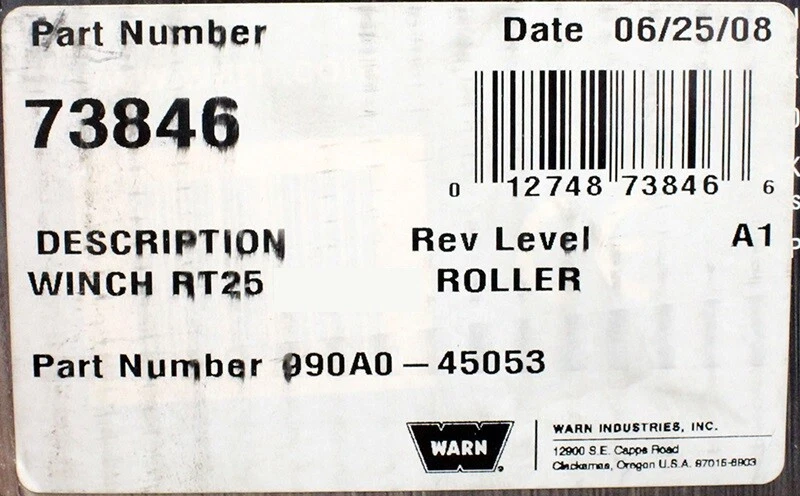 Part Number
Date 06/25/08
73846
0 12748 73846 6
DESCRIPTION
Rev Level A1
WINCH RT25 ROLLER
Part Number 990A0-45053
WARN
WARN INDUSTRIES, INC.
12900 S.E. Capps Road
Clackamas, Oregon U.S.A. 97015-8903